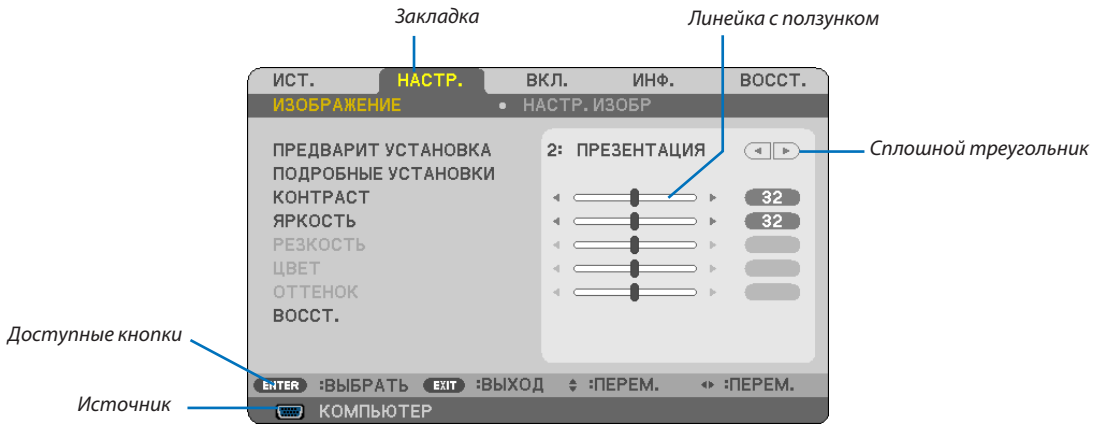 Закладка
Линейка с ползунком
ИСТ. НАСТР. ВКЛ. ИНФ. ВОССТ.
ИЗОБРАЖЕНИЕ • НАСТР. ИЗОБР
ПРЕДВАРИТ УСТАНОВКА 2: ПРЕЗЕНТАЦИЯ
Сплошной треугольник
ПОДРОБНЫЕ УСТАНОВКИ
КОНТРАСТ 32
ЯРКОСТЬ 32
РЕЗКОСТЬ
ЦВЕТ
ОТТЕНОК
ВОССТ.
Доступные кнопки
ENTER :ВЫБРАТЬ EXIT :ВЫХОД :ПЕРЕМ. :ПЕРЕМ.
Источник
КОМПЬЮТЕР